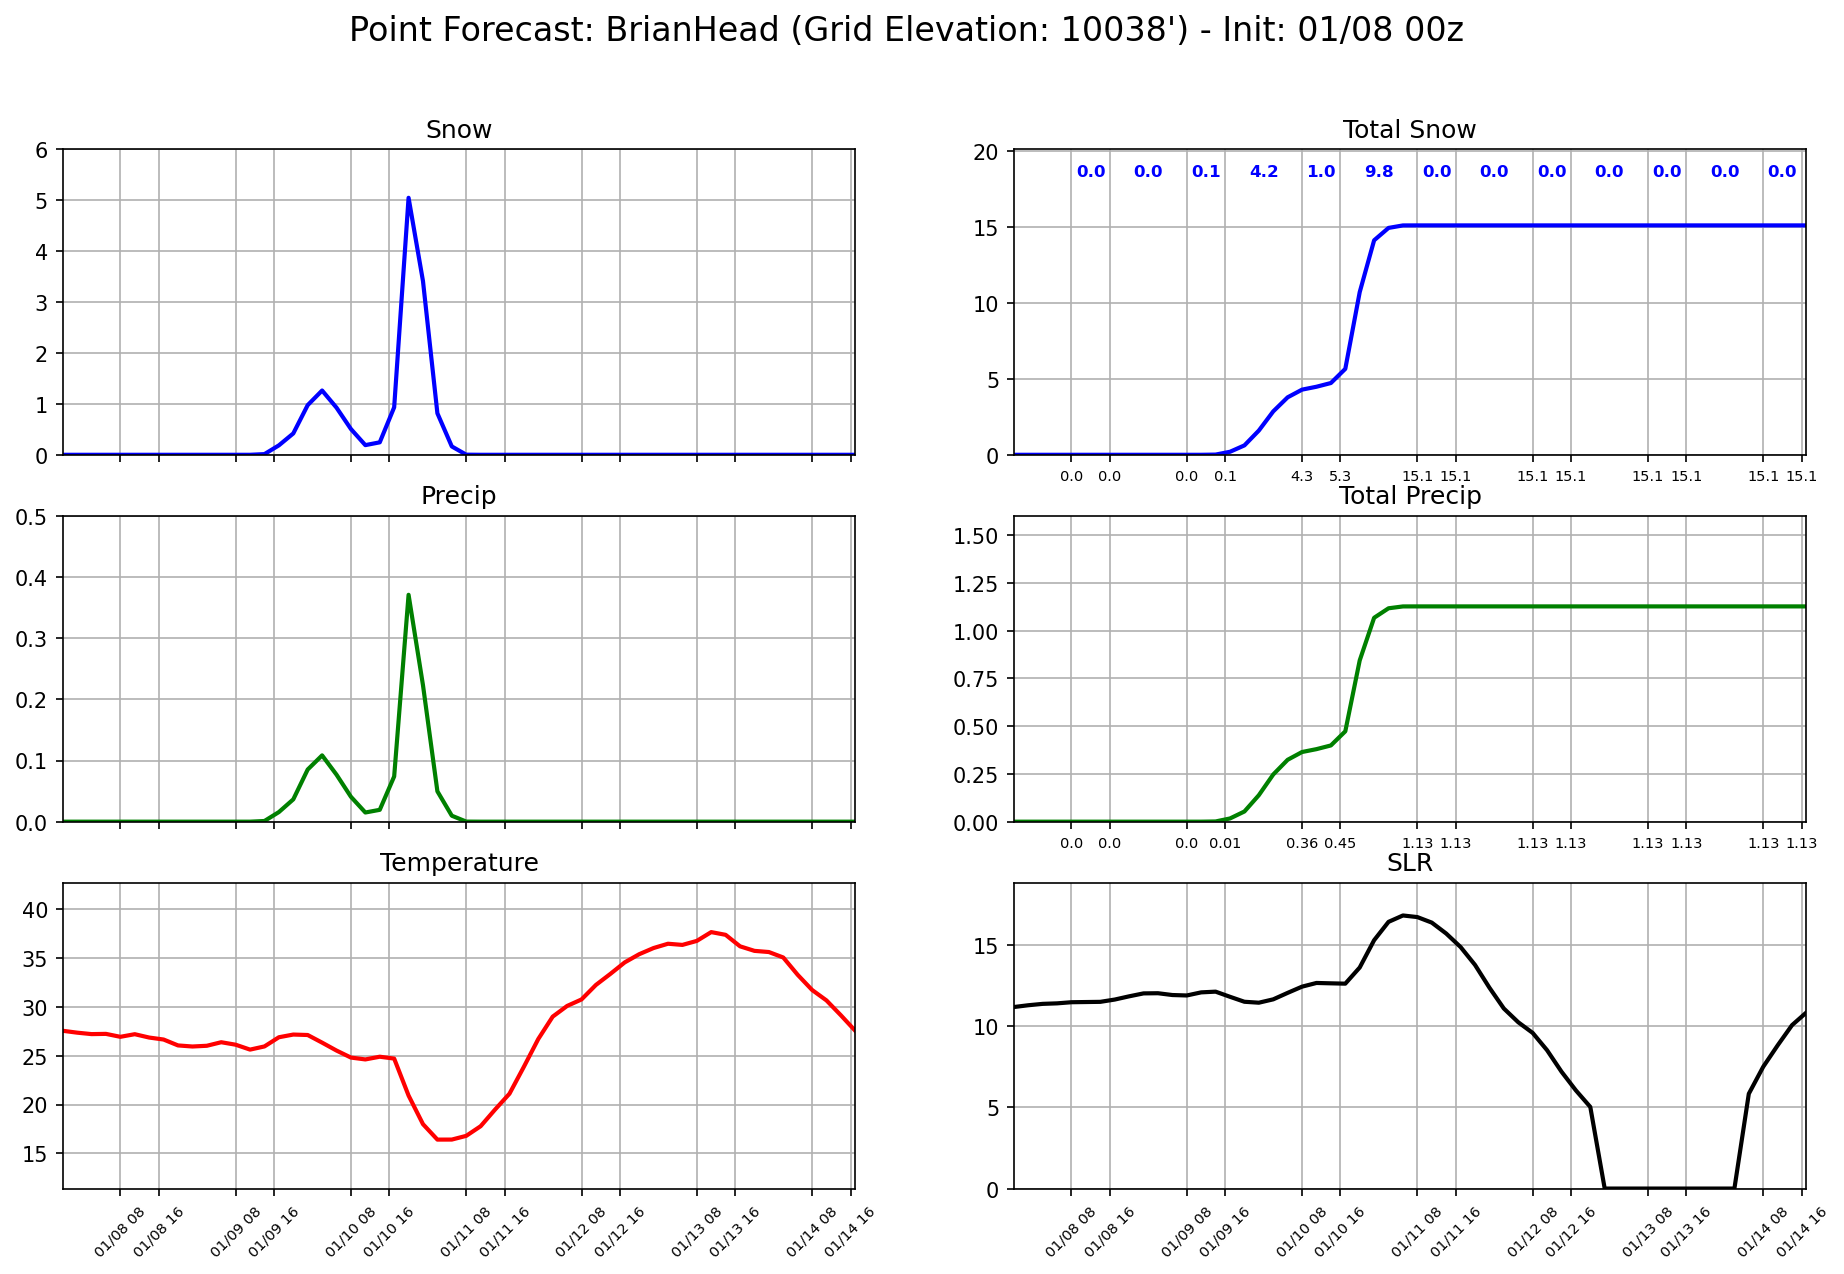 Point Forecast: BrianHead (Grid Elevation: 10038') - Init: 01/08 00z
Snow
6
5
4
3
2
1
0
Total Snow
20
15
10
5
0
0.0 0.0 0.1 4.2 1.0 9.8 0.0 0.0 0.0 0.0 0.0 0.0 0.0
0.0 0.0 0.0 0.1 4.3 5.3 15.1 15.1 15.1 15.1 15.1 15.1 15.1 15.1
Precip
0.5
0.4
0.3
0.2
0.1
0.0
Total Precip
1.50
1.25
1.00
0.75
0.50
0.25
0.00
0.0 0.0 0.0 0.01 0.36 0.45 1.13 1.13 1.13 1.13 1.13 1.13 1.13 1.13
Temperature
40
35
30
25
20
15
01/08 08 01/08 16 01/09 08 01/09 16 01/10 08 01/10 16 01/11 08 01/11 16 01/12 08 01/12 16 01/13 08 01/13 16 01/14 08 01/14 16
SLR
15
10
5
0
01/08 08 01/08 16 01/09 08 01/09 16 01/10 08 01/10 16 01/11 08 01/11 16 01/12 08 01/12 16 01/13 08 01/13 16 01/14 08 01/14 16